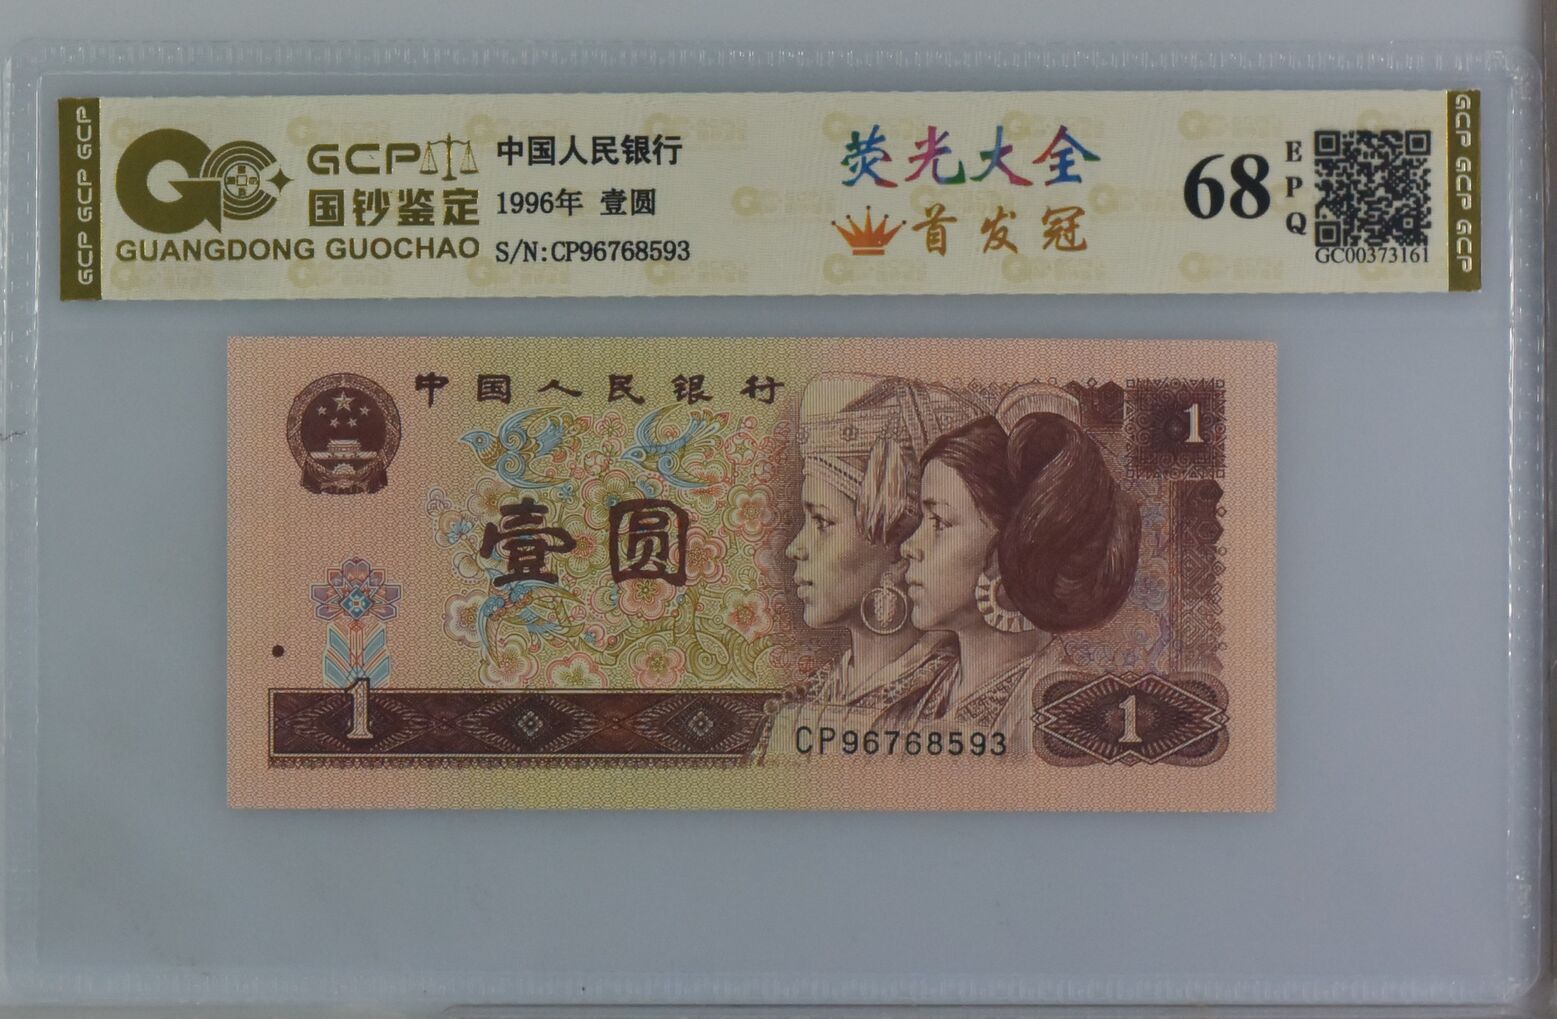 GCP
国钞鉴定
GUANGDONG GUOCHAO
中国人民银行
1996年 壹圆
S/N:CP96768593
荧光大全
首发冠
68
EPQ
GC00373161
GCP GCP GCP
GCP GCP GCP
中国人民银行
1
壹圆
1
CP96768593
1